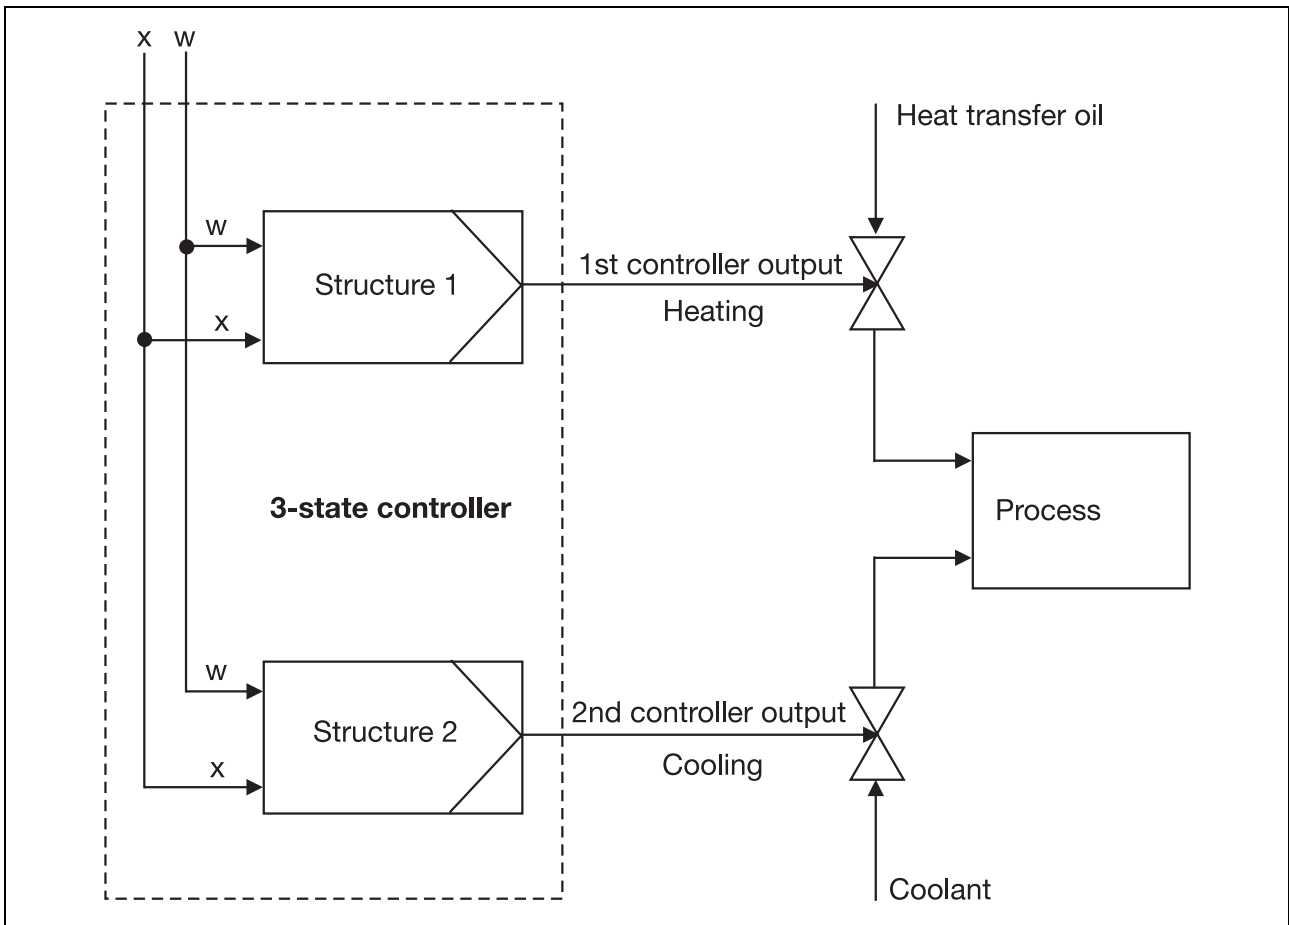 x w
Heat transfer oil
w
Structure 1
x
1st controller output
Heating
3-state controller
Process
w
Structure 2
x
2nd controller output
Cooling
Coolant